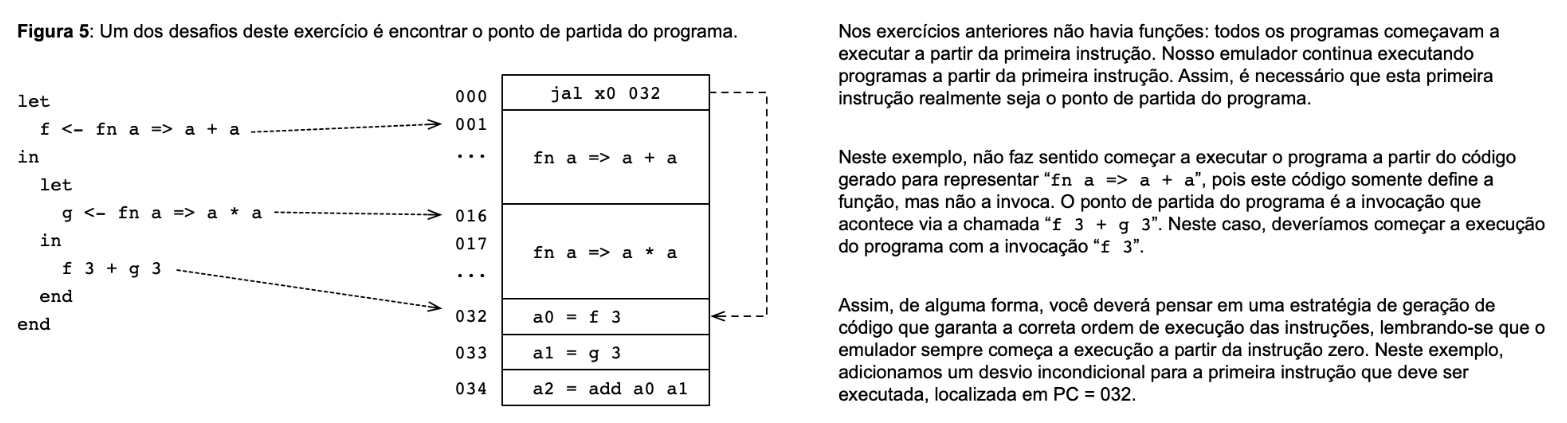 Figura 5: Um dos desafios deste exercício é encontrar o ponto de partida do programa.
let
f <- fn a => a + a
in
let
g <- fn a => a * a
in
f 3 + g 3
end
end
000
jal x0 032
001
...
fn a => a + a
016
017
...
fn a => a * a
032
a0 = f 3
033
a1 = g 3
034
a2 = add a0 a1
Nos exercícios anteriores não havia funções: todos os programas começavam a
executar a partir da primeira instrução. Nosso emulador continua executando
programas a partir da primeira instrução. Assim, é necessário que esta primeira
instrução realmente seja o ponto de partida do programa.
Neste exemplo, não faz sentido começar a executar o programa a partir do código
gerado para representar “fn a => a + a”, pois este código somente define a
função, mas não a invoca. O ponto de partida do programa é a invocação que
acontece via a chamada “f 3 + g 3”. Neste caso, deveríamos começar a execução
do programa com a invocação “f 3”.
Assim, de alguma forma, você deverá pensar em uma estratégia de geração de
código que garanta a correta ordem de execução das instruções, lembrando-se que o
emulador sempre começa a execução a partir da instrução zero. Neste exemplo,
adicionamos um desvio incondicional para a primeira instrução que deve ser
executada, localizada em PC = 032.